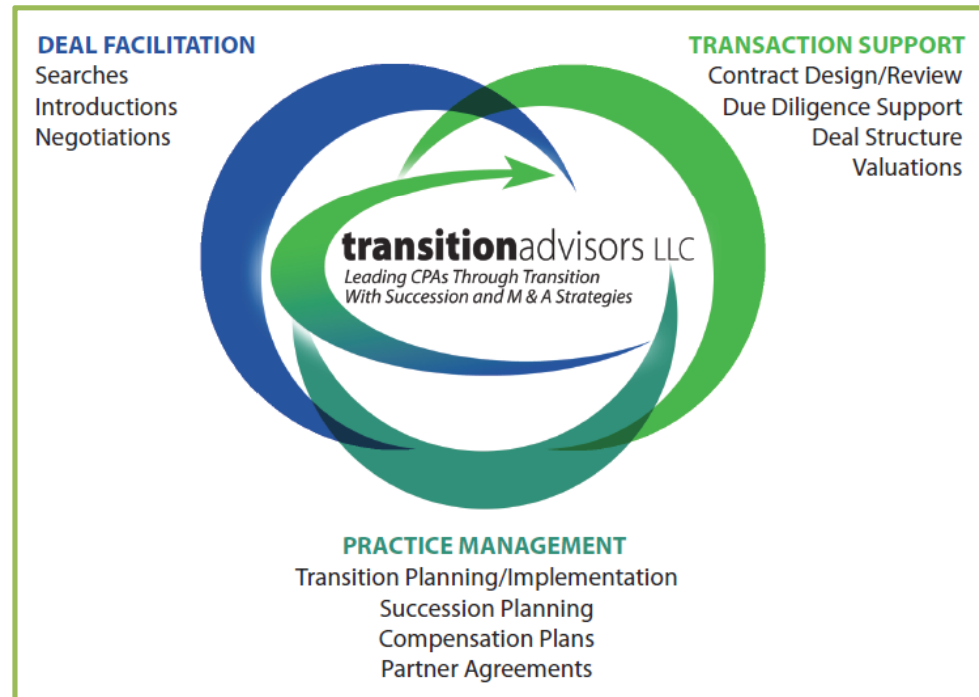 DEAL FACILITATION
Searches
Introductions
Negotiations
TRANSACTION SUPPORT
Contract Design/Review
Due Diligence Support
Deal Structure
Valuations
transitionadvisors LLC
Leading CPAs Through Transition
With Succession and M & A Strategies
PRACTICE MANAGEMENT
Transition Planning/Implementation
Succession Planning
Compensation Plans
Partner Agreements